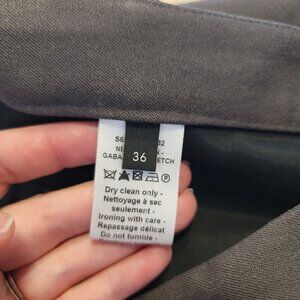 36
Dry clean only -
Nettoyage à sec
seulement -
Ironing with care -
Repassage délicat
Do not tumble -